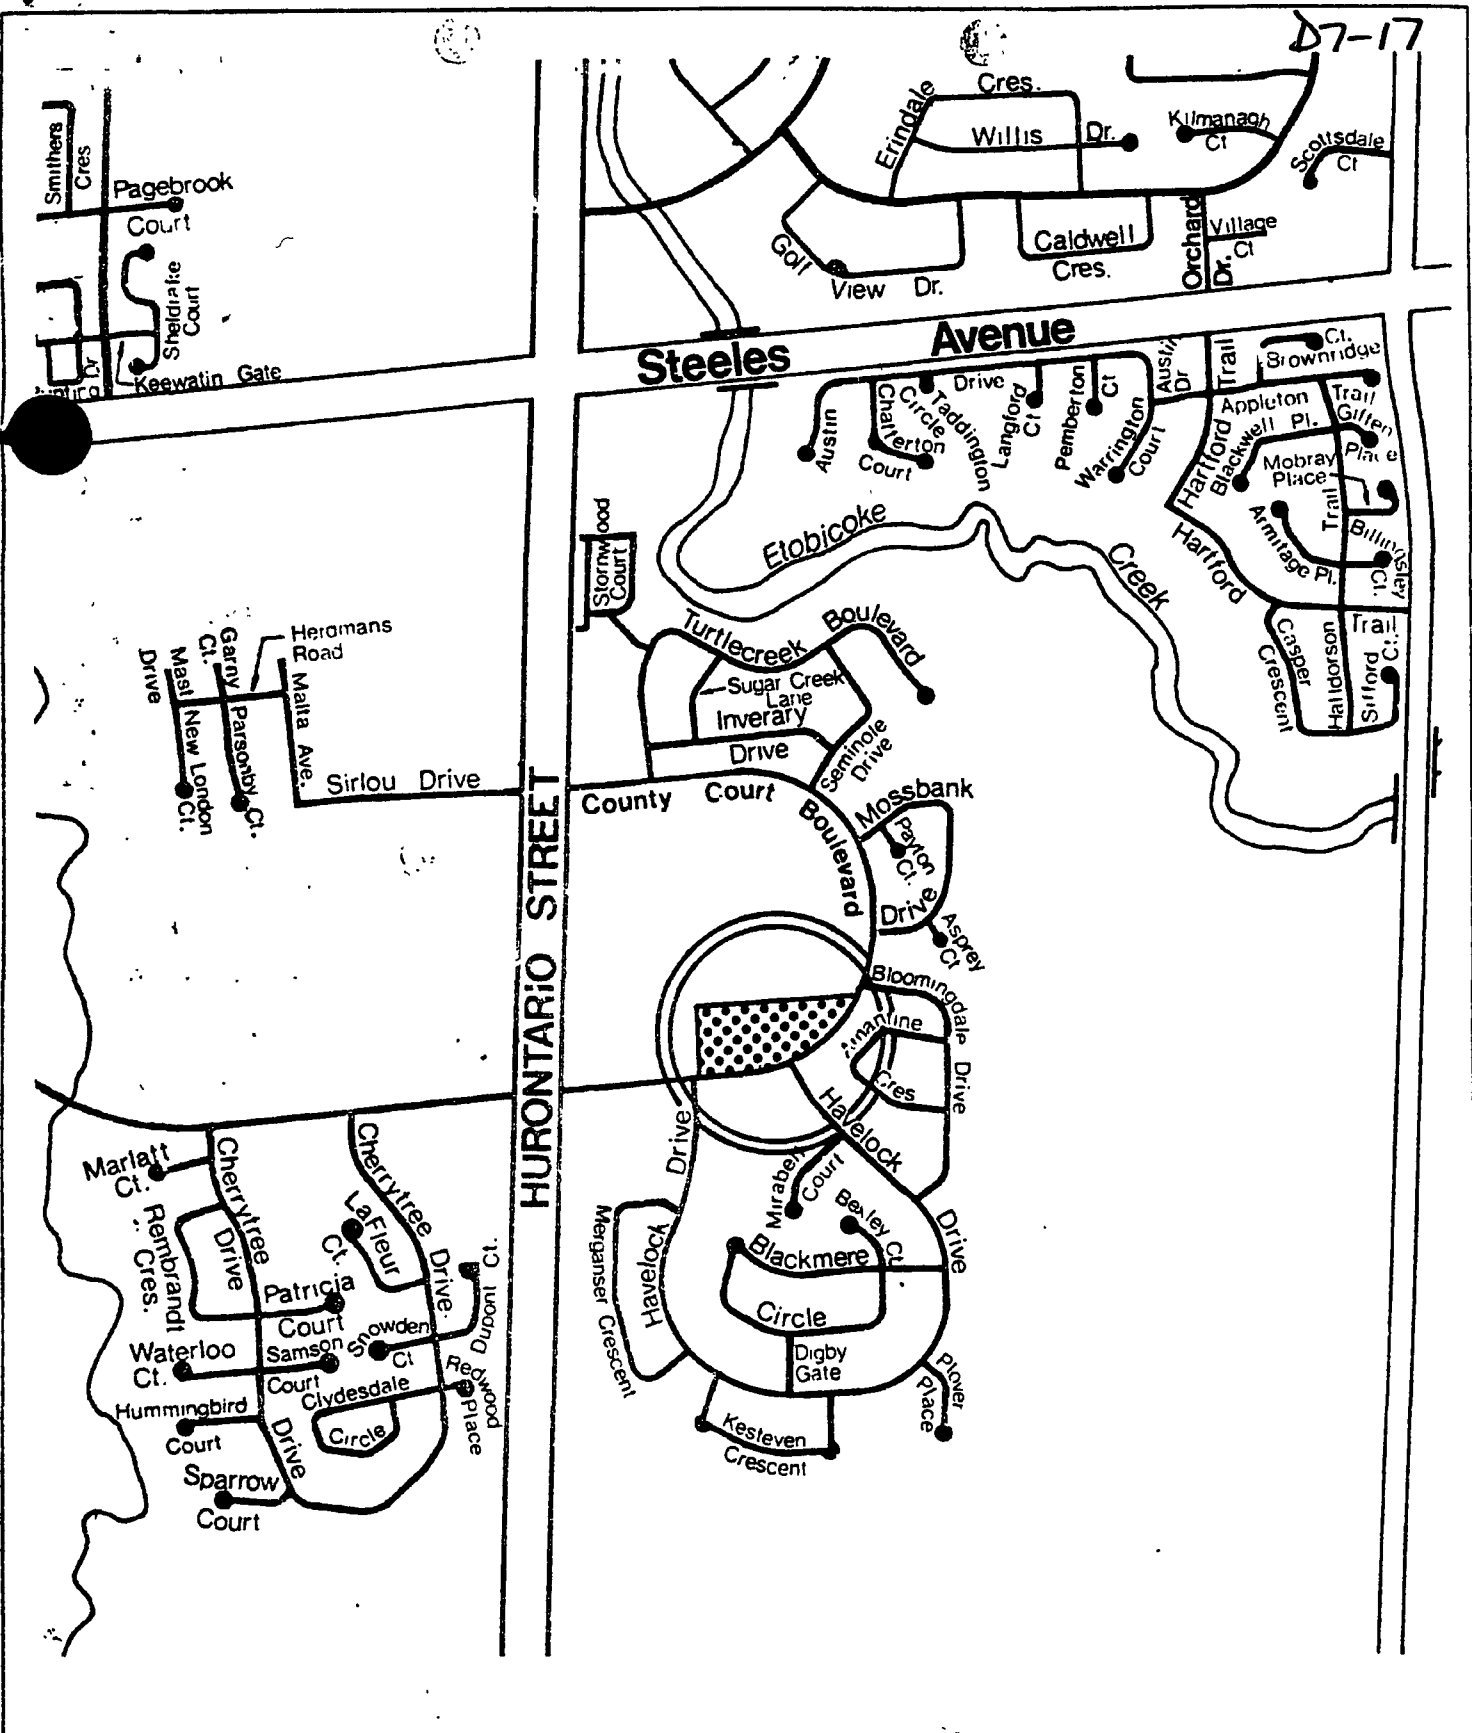 D7-17
Smithers
Cres
Pagebrook
Court
Court
Keewatin Gate
Dr
Erindale
Cres.
Willis Dr.
Kilmanagh
Ct
Scottsdale
Ct
Golf
View Dr.
Caldwell
Cres.
Orchard
Dr.
Village
Ct
Steeles Avenue
Austin
Drive
Chatterton
Court
Circle
Taddington
Langford
Ct
Pemberton
Ct
Warrington
Court
Austin
Dr
Hartford
Trail
Ct.
Brownridge
Appleton
Trail
Blackwell Pl.
Giffen
Place
Mobray
Place
Armitage Pl.
Trail
Billingsley
Ct.
Hartford
Trail
Casper
Crescent
Halldorson
Sifford
Ct.
Etobicoke
Creek
Stornwood
Court
Turtlecreek Boulevard
Sugar Creek
Lane
Inverary
Drive
Seminole
Drive
Herdmans
Road
Mast
Drive
Garny
Ct.
New London
Ct.
Parsonby
Ct.
Malta Ave.
Sirlou Drive
HURONTARIO STREET
County Court Boulevard
Mossbank
Payton
Ct.
Drive
Asprey
Ct
Bloomingdale
Drive
Amantine
Cres
Havelock
Drive
Mirabell
Court
Bexley Ct.
Blackmere
Circle
Digby
Gate
Drive
Havelock
Merganser Crescent
Kesteven
Crescent
Plover
Place
Marlatt
Ct.
Cherrytree
Drive
Cherrytree
Drive.
Rembrandt
Cres.
LaFleur
Ct.
Patricia
Court
Dupont Ct.
Snowden
Ct
Waterloo
Ct.
Samson
Court
Clydesdale
Circle
Redwood
Place
Hummingbird
Court
Drive
Sparrow
Court